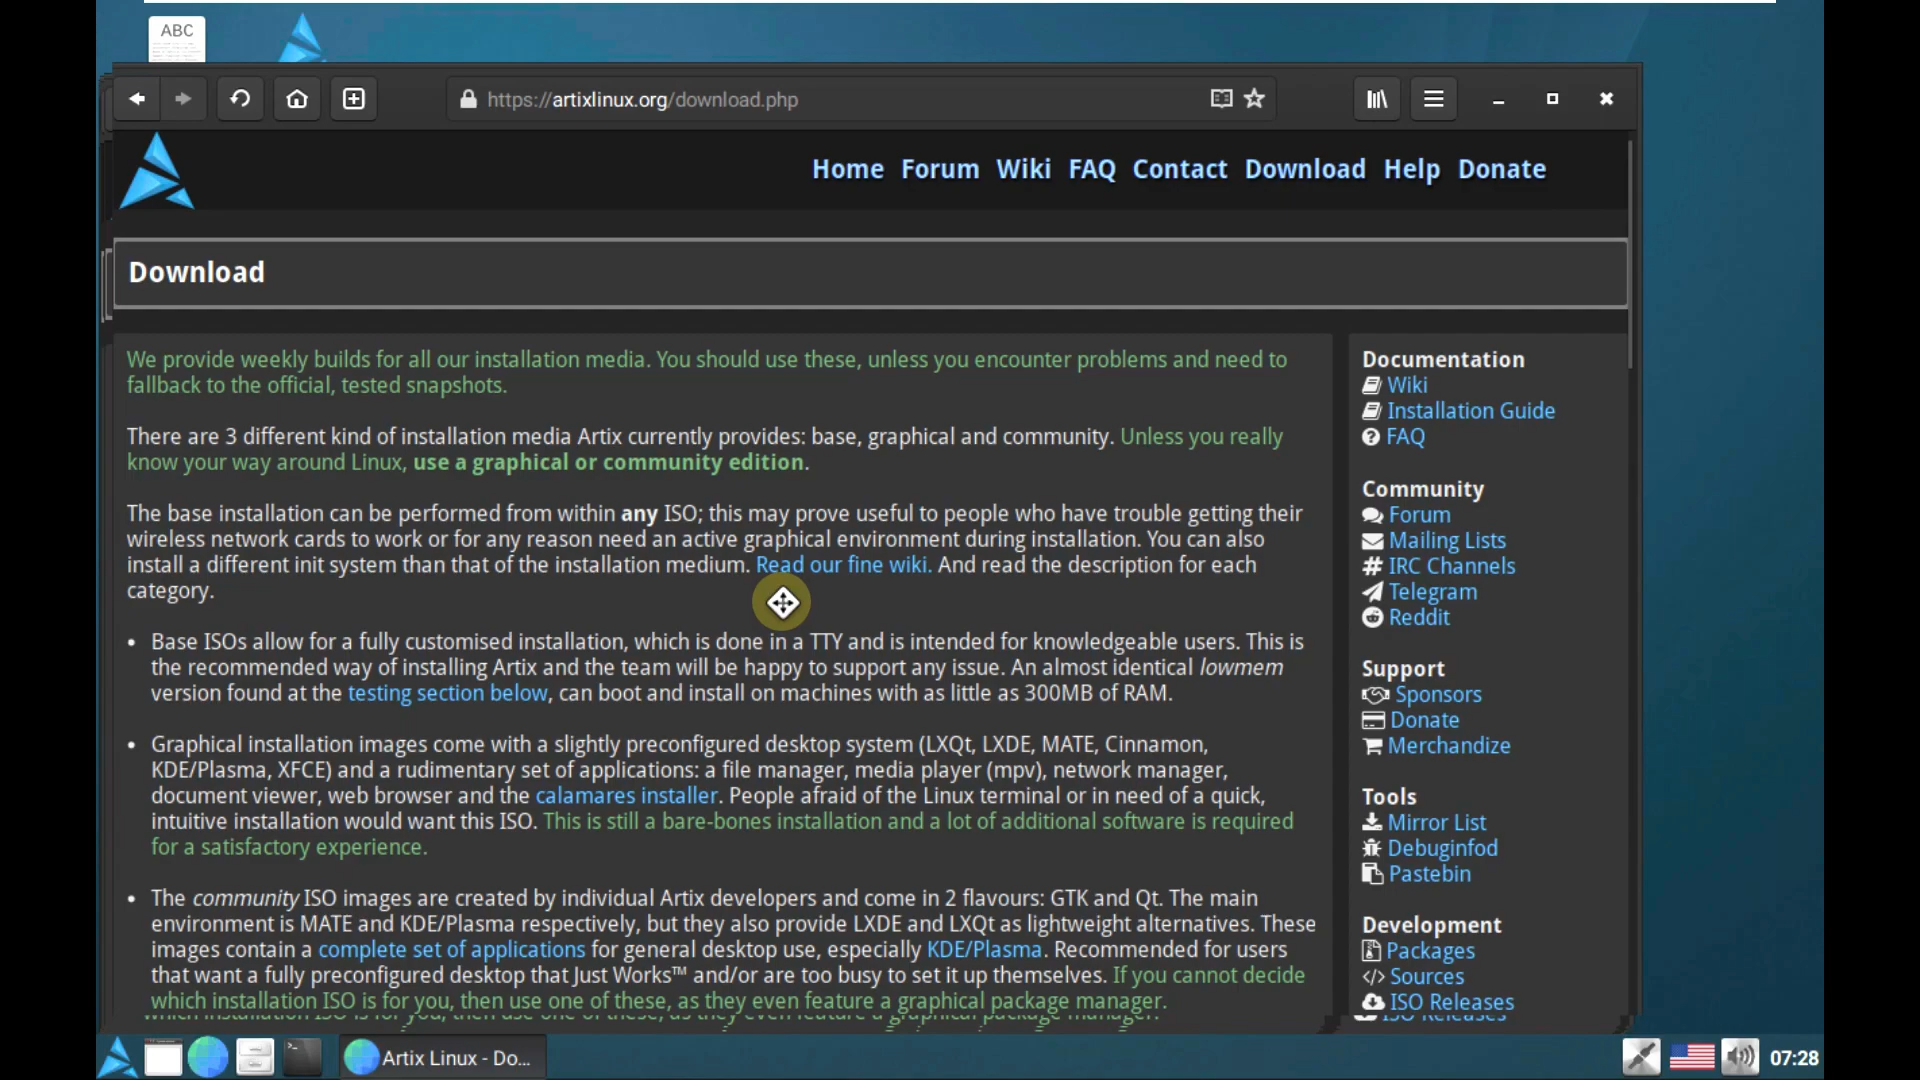 ABC
https://artixlinux.org/download.php
Home Forum Wiki FAQ Contact Download Help Donate
Download
We provide weekly builds for all our installation media. You should use these, unless you encounter problems and need to
fallback to the official, tested snapshots.
There are 3 different kind of installation media Artix currently provides: base, graphical and community. Unless you really
know your way around Linux, use a graphical or community edition.
The base installation can be performed from within any ISO; this may prove useful to people who have trouble getting their
wireless network cards to work or for any reason need an active graphical environment during installation. You can also
install a different init system than that of the installation medium. Read our fine wiki. And read the description for each
category.
• Base ISOs allow for a fully customised installation, which is done in a TTY and is intended for knowledgeable users. This is
the recommended way of installing Artix and the team will be happy to support any issue. An almost identical lowmem
version found at the testing section below, can boot and install on machines with as little as 300MB of RAM.
• Graphical installation images come with a slightly preconfigured desktop system (LXQt, LXDE, MATE, Cinnamon,
KDE/Plasma, XFCE) and a rudimentary set of applications: a file manager, media player (mpv), network manager,
document viewer, web browser and the calamares installer. People afraid of the Linux terminal or in need of a quick,
intuitive installation would want this ISO. This is still a bare-bones installation and a lot of additional software is required
for a satisfactory experience.
• The community ISO images are created by individual Artix developers and come in 2 flavours: GTK and Qt. The main
environment is MATE and KDE/Plasma respectively, but they also provide LXDE and LXQt as lightweight alternatives. These
images contain a complete set of applications for general desktop use, especially KDE/Plasma. Recommended for users
that want a fully preconfigured desktop that Just Works™ and/or are too busy to set it up themselves. If you cannot decide
which installation ISO is for you, then use one of these, as they even feature a graphical package manager.
Documentation
Wiki
Installation Guide
FAQ
Community
Forum
Mailing Lists
IRC Channels
Telegram
Reddit
Support
Sponsors
Donate
Merchandize
Tools
Mirror List
Debuginfod
Pastebin
Development
Packages
Sources
ISO Releases
Artix Linux - Do...
07:28